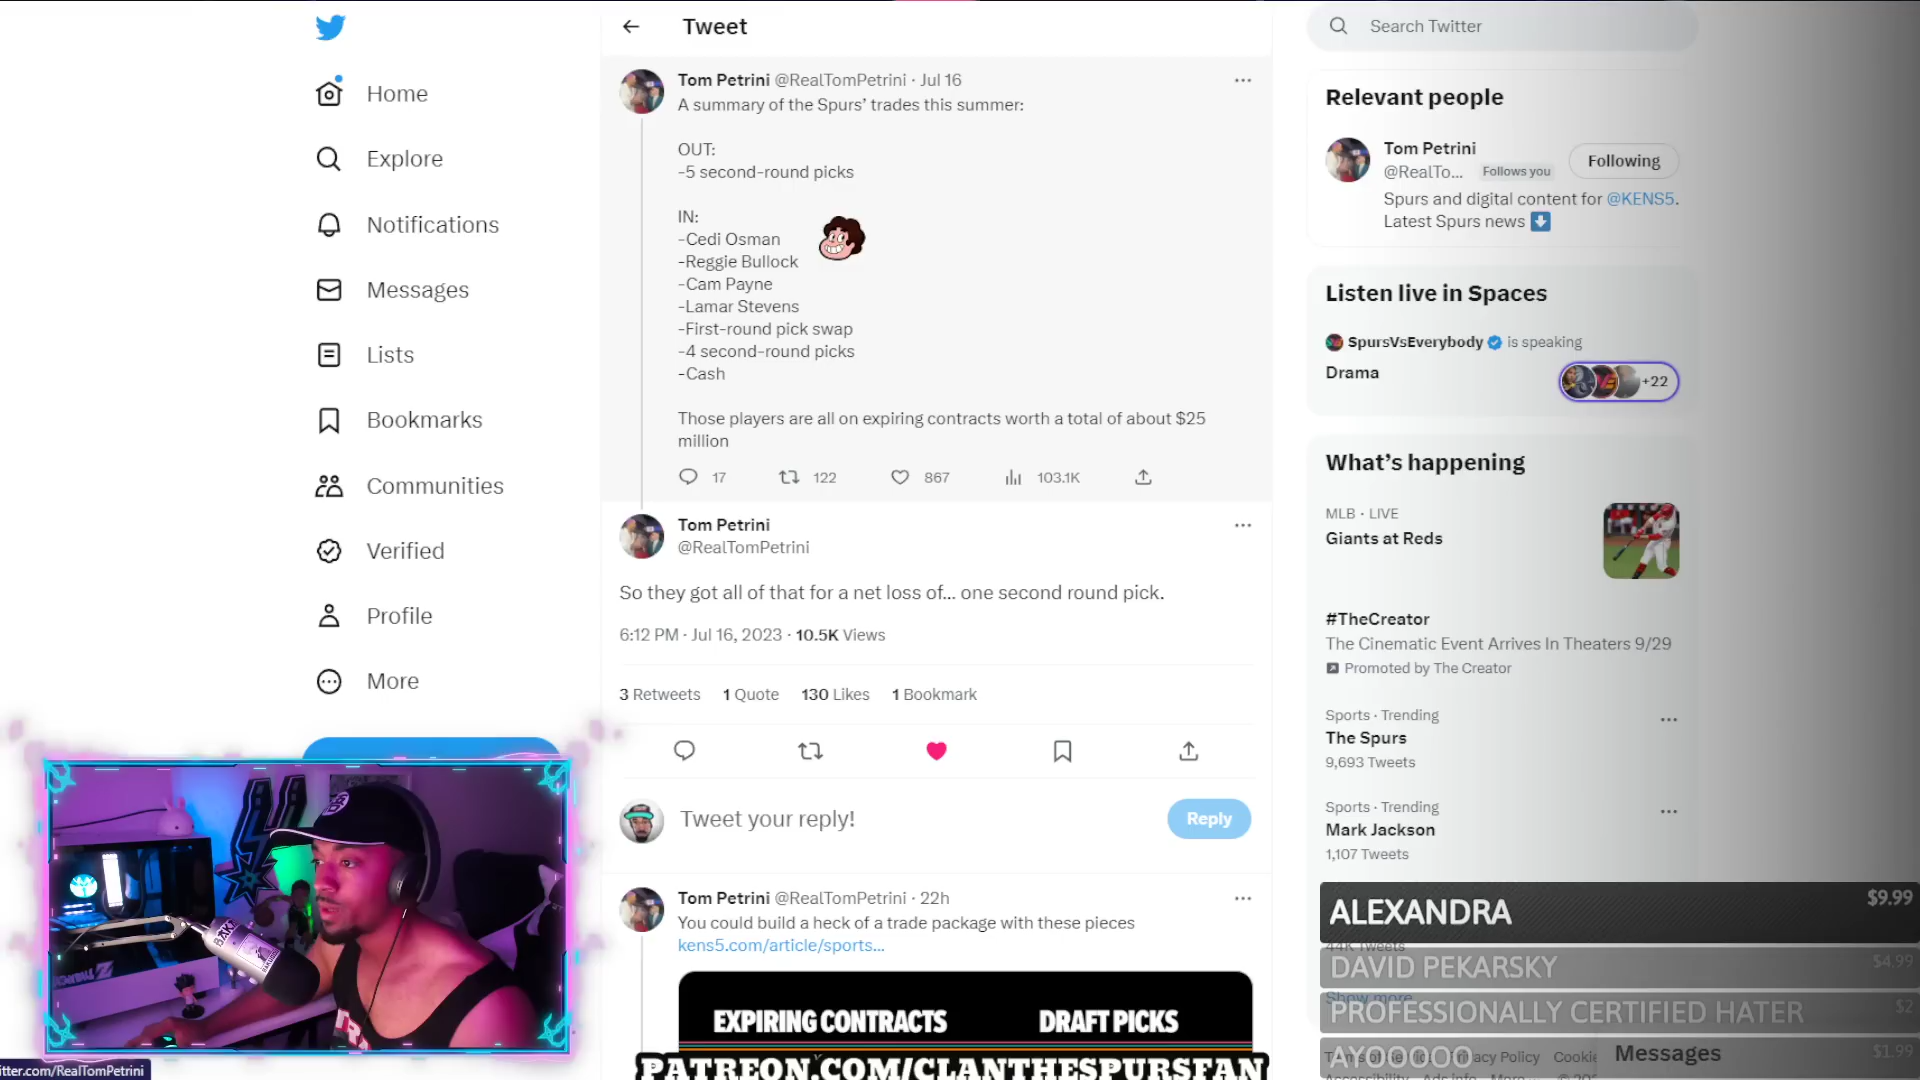 Home
Explore
Notifications
Messages
Lists
Bookmarks
Communities
Verified
Profile
More
Tweet
Tom Petrini @RealTomPetrini · Jul 16
A summary of the Spurs’ trades this summer:
OUT:
-5 second-round picks
IN:
-Cedi Osman
-Reggie Bullock
-Cam Payne
-Lamar Stevens
-First-round pick swap
-4 second-round picks
-Cash
Those players are all on expiring contracts worth a total of about $25
million
17 122 867 103.1K
Tom Petrini
@RealTomPetrini
So they got all of that for a net loss of... one second round pick.
6:12 PM · Jul 16, 2023 · 10.5K Views
3 Retweets 1 Quote 130 Likes 1 Bookmark
Tweet your reply!
Reply
Tom Petrini @RealTomPetrini · 22h
You could build a heck of a trade package with these pieces
kens5.com/article/sports...
EXPIRING CONTRACTS DRAFT PICKS
PATREON.COM/CLANTHESPURSFAN
itter.com/RealTomPetrini
Search Twitter
Relevant people
Tom Petrini
@RealTo... Follows you
Following
Spurs and digital content for @KENS5.
Latest Spurs news
Listen live in Spaces
SpursVsEverybody is speaking
Drama
+22
What’s happening
MLB · LIVE
Giants at Reds
#TheCreator
The Cinematic Event Arrives In Theaters 9/29
Promoted by The Creator
Sports · Trending
The Spurs
9,693 Tweets
Sports · Trending
Mark Jackson
1,107 Tweets
ALEXANDRA $9.99
44K Tweets
DAVID PEKARSKY $4.99
Show more
PROFESSIONALLY CERTIFIED HATER $2
AYOOOOO $1.99
Privacy Policy
Messages